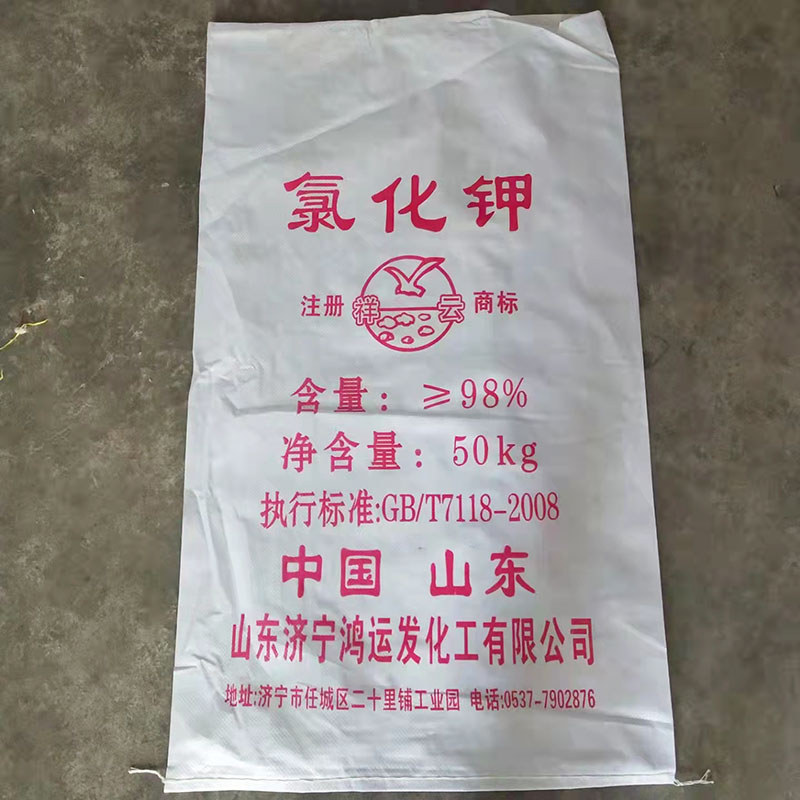 氯化钾
注册 祥云 商标
含量：≥98%
净含量：50kg
执行标准:GB/T7118-2008
中国 山东
山东济宁鸿运发化工有限公司
地址:济宁市任城区二十里铺工业园 电话:0537-7902876